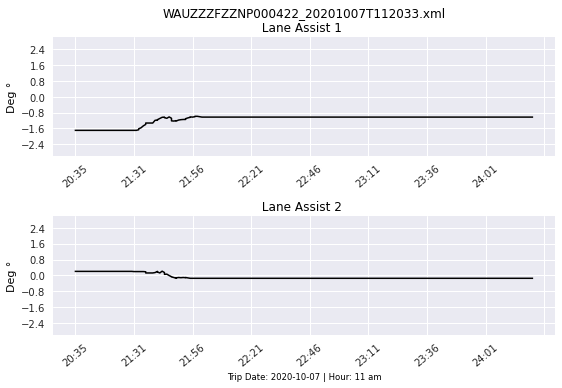 WAUZZZFZZNP000422_20201007T112033.xml
Lane Assist 1
Deg °
2.4
1.6
0.8
0.0
−0.8
−1.6
−2.4
20:35 21:31 21:56 22:21 22:46 23:11 23:36 24:01
Lane Assist 2
Deg °
2.4
1.6
0.8
0.0
−0.8
−1.6
−2.4
20:35 21:31 21:56 22:21 22:46 23:11 23:36 24:01
Trip Date: 2020-10-07 | Hour: 11 am